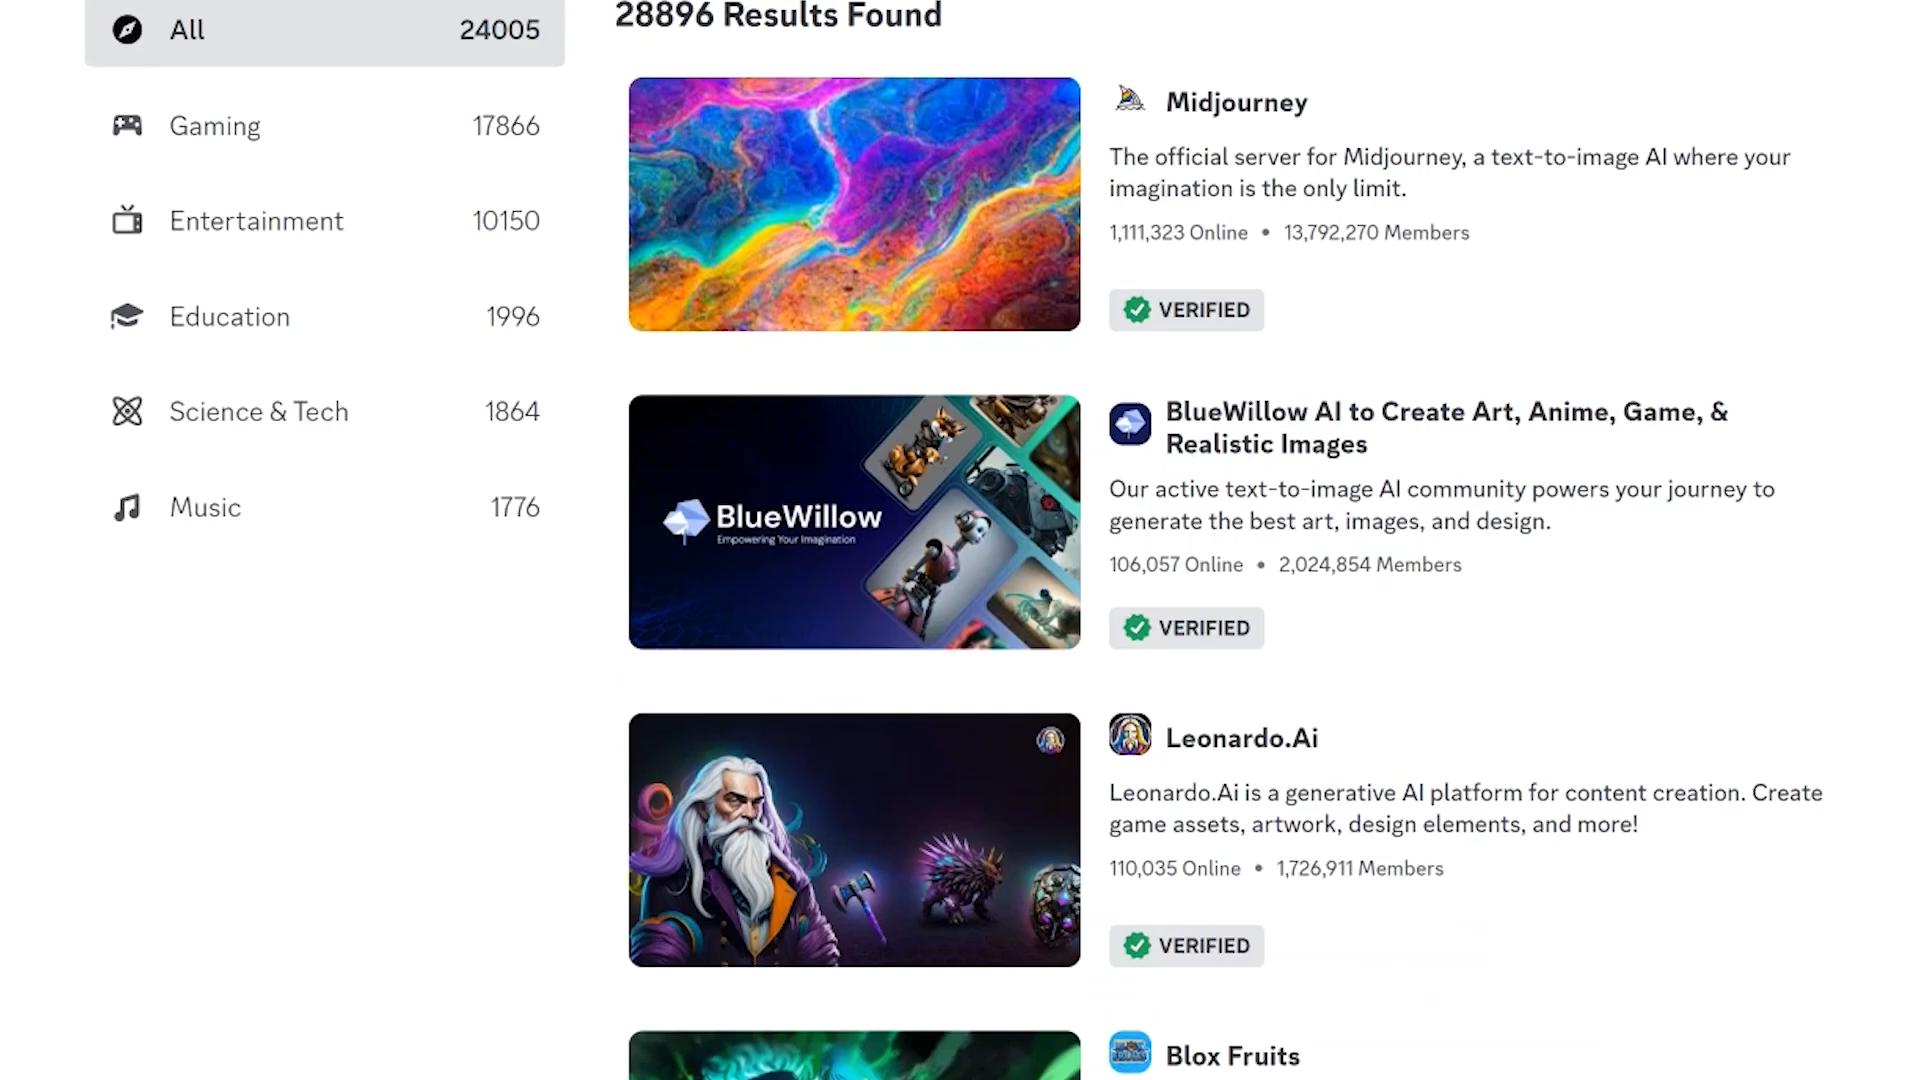 All 24005
Gaming 17866
Entertainment 10150
Education 1996
Science & Tech 1864
Music 1776
28896 Results Found
Midjourney
The official server for Midjourney, a text-to-image AI where your
imagination is the only limit.
1,111,323 Online • 13,792,270 Members
VERIFIED
BlueWillow
Empowering Your Imagination
BlueWillow AI to Create Art, Anime, Game, &
Realistic Images
Our active text-to-image AI community powers your journey to
generate the best art, images, and design.
106,057 Online • 2,024,854 Members
VERIFIED
Leonardo.Ai
Leonardo.Ai is a generative AI platform for content creation. Create
game assets, artwork, design elements, and more!
110,035 Online • 1,726,911 Members
VERIFIED
Blox Fruits